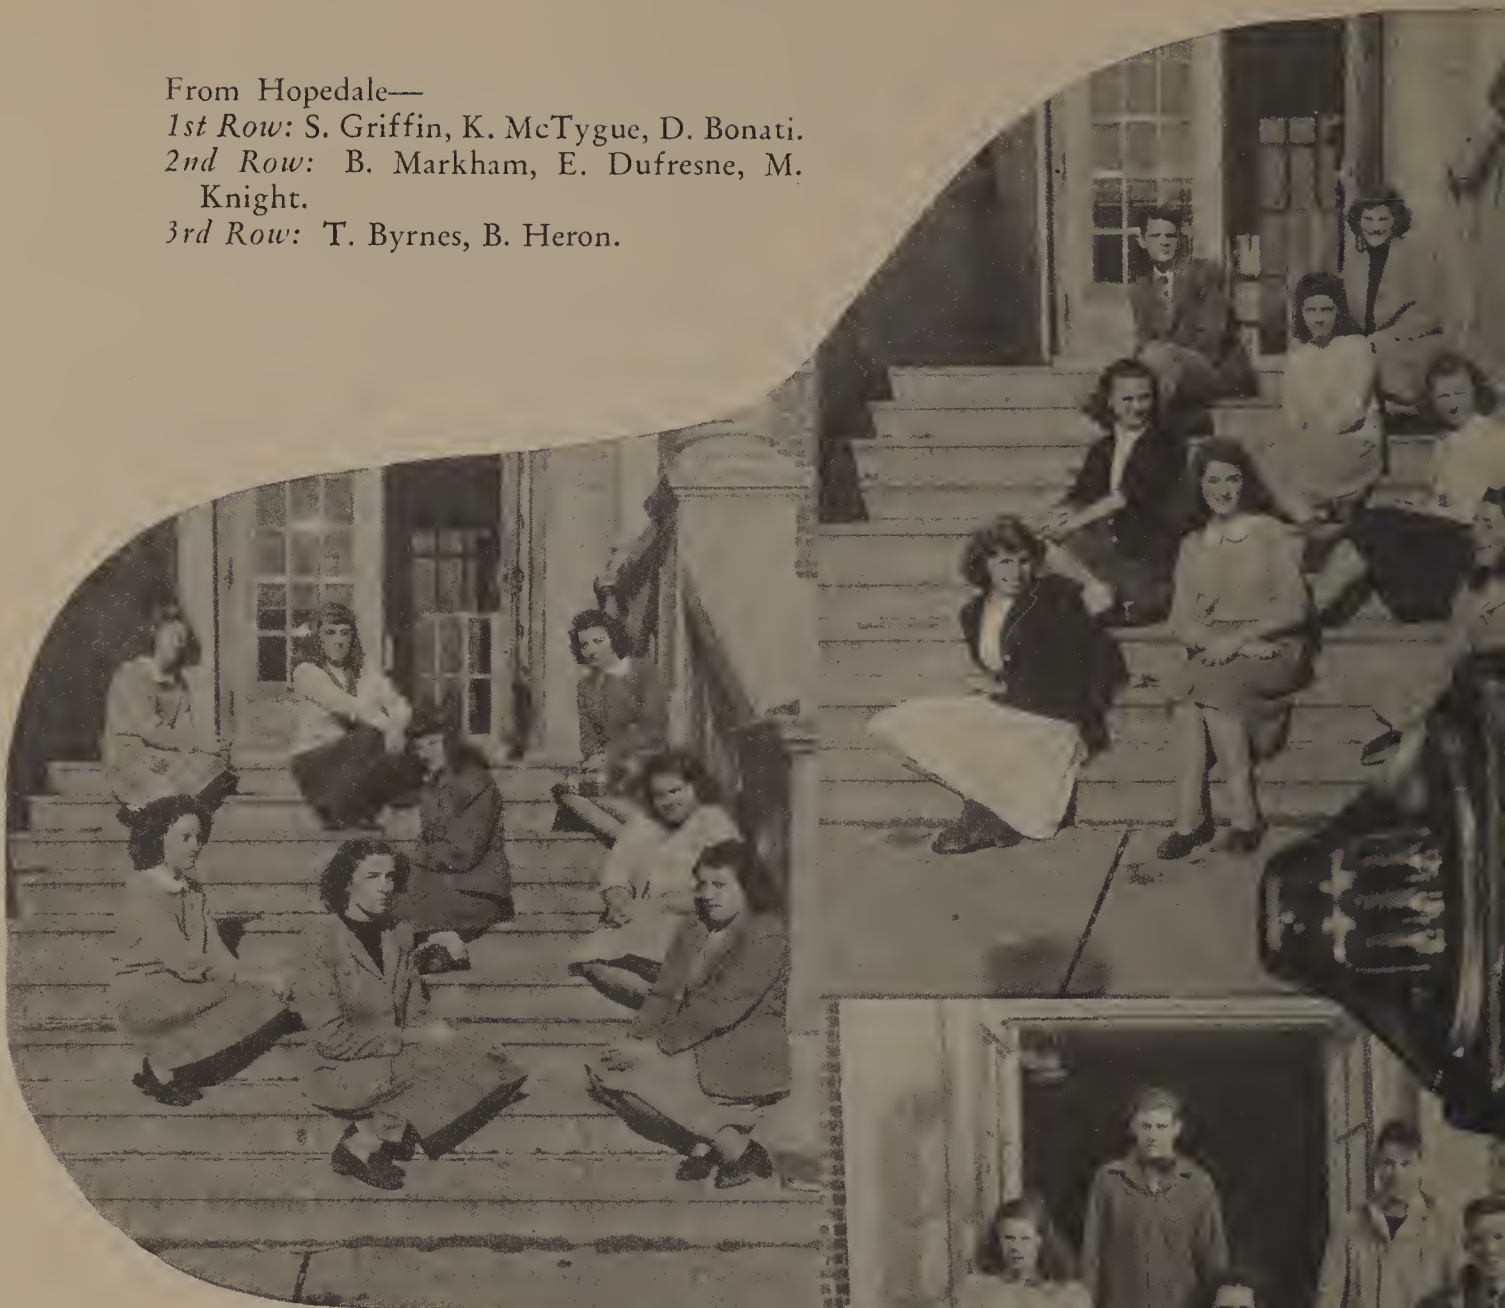 From Hopedale—
1st Row: S. Griffin, K. McTygue, D. Bonati.
2nd Row: B. Markham, E. Dufresne, M.
Knight.
3rd Row: T. Byrnes, B. Heron.